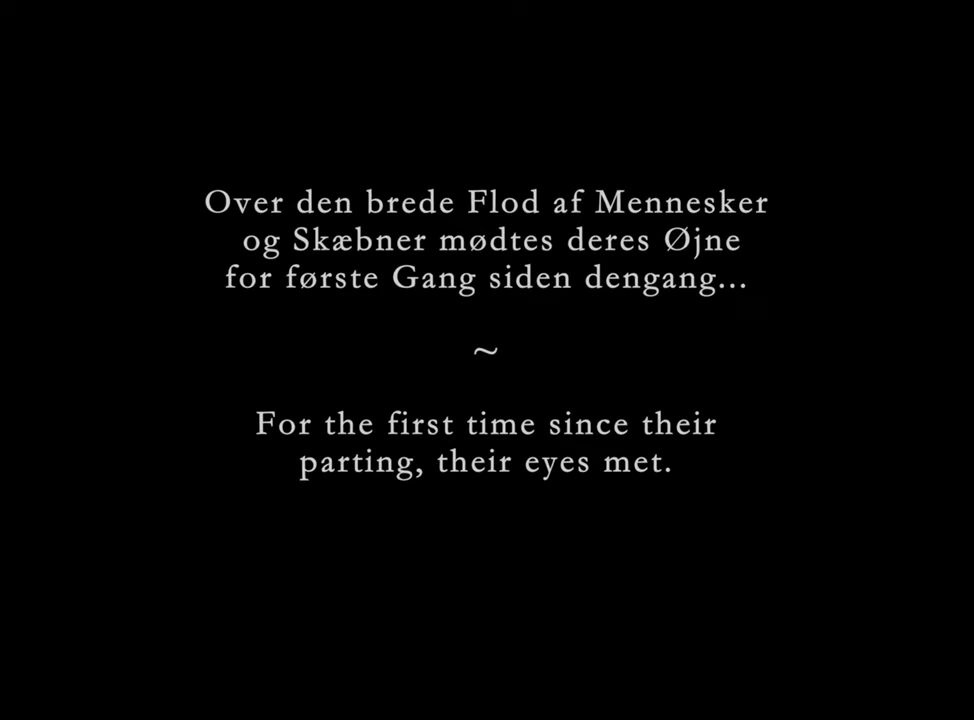 Over den brede Flod af Mennesker
og Skæbner mødtes deres Øjne
for første Gang siden dengang...
~
For the first time since their
parting, their eyes met.